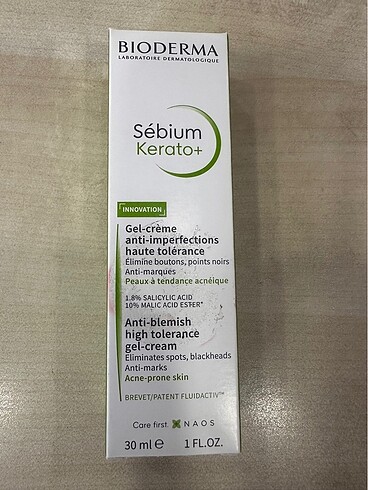 BIODERMA
LABORATOIRE DERMATOLOGIQUE
Sébium
Kerato+
INNOVATION
Gel-crème
anti-imperfections
haute tolérance
Élimine boutons, points noirs
Anti-marques
Peaux à tendance acnéique
1.8% SALICYLIC ACID
10% MALIC ACID ESTER*
Anti-blemish
high tolerance
gel-cream
Eliminates spots, blackheads
Anti-marks
Acne-prone skin
BREVET/PATENT FLUIDACTIV™
Care first. NAOS
30 ml ℮ 1 FL.OZ.